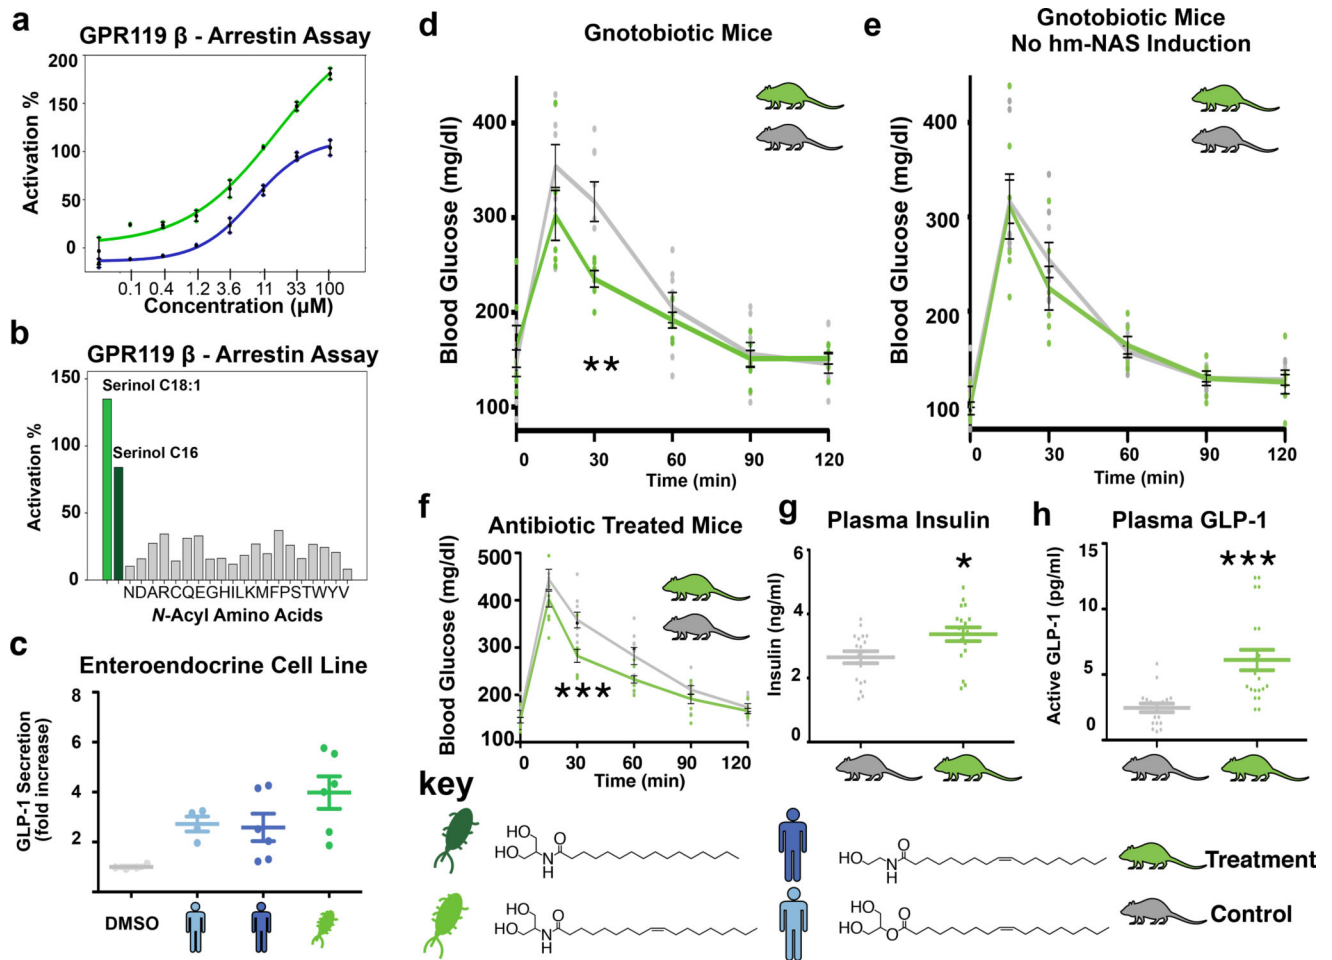 a
GPR119 β - Arrestin Assay
Activation %
200
150
100
50
0
0.1 0.4 1.2 3.6 11 33 100
Concentration (µM)
b
GPR119 β - Arrestin Assay
Activation %
150
100
50
0
Serinol C18:1
Serinol C16
NDARCQEGHILKMFPSTWYV
N-Acyl Amino Acids
c
Enteroendocrine Cell Line
GLP-1 Secretion
(fold increase)
8
6
4
2
DMSO
d
Gnotobiotic Mice
Blood Glucose (mg/dl)
400
300
200
100
0 30 60 90 120
Time (min)
**
e
Gnotobiotic Mice
No hm-NAS Induction
Blood Glucose (mg/dl)
400
300
200
100
0 30 60 90 120
Time (min)
f
Antibiotic Treated Mice
Blood Glucose (mg/dl)
500
400
300
200
100
0 30 60 90 120
Time (min)
***
g
Plasma Insulin
Insulin (ng/ml)
6
4
2
0
*
h
Plasma GLP-1
Active GLP-1 (pg/ml)
15
10
5
0
***
key
HO
O
HO
N
H
O
HO
N
H
Treatment
HO
O
HO
N
H
HO
O
HO
O
Control